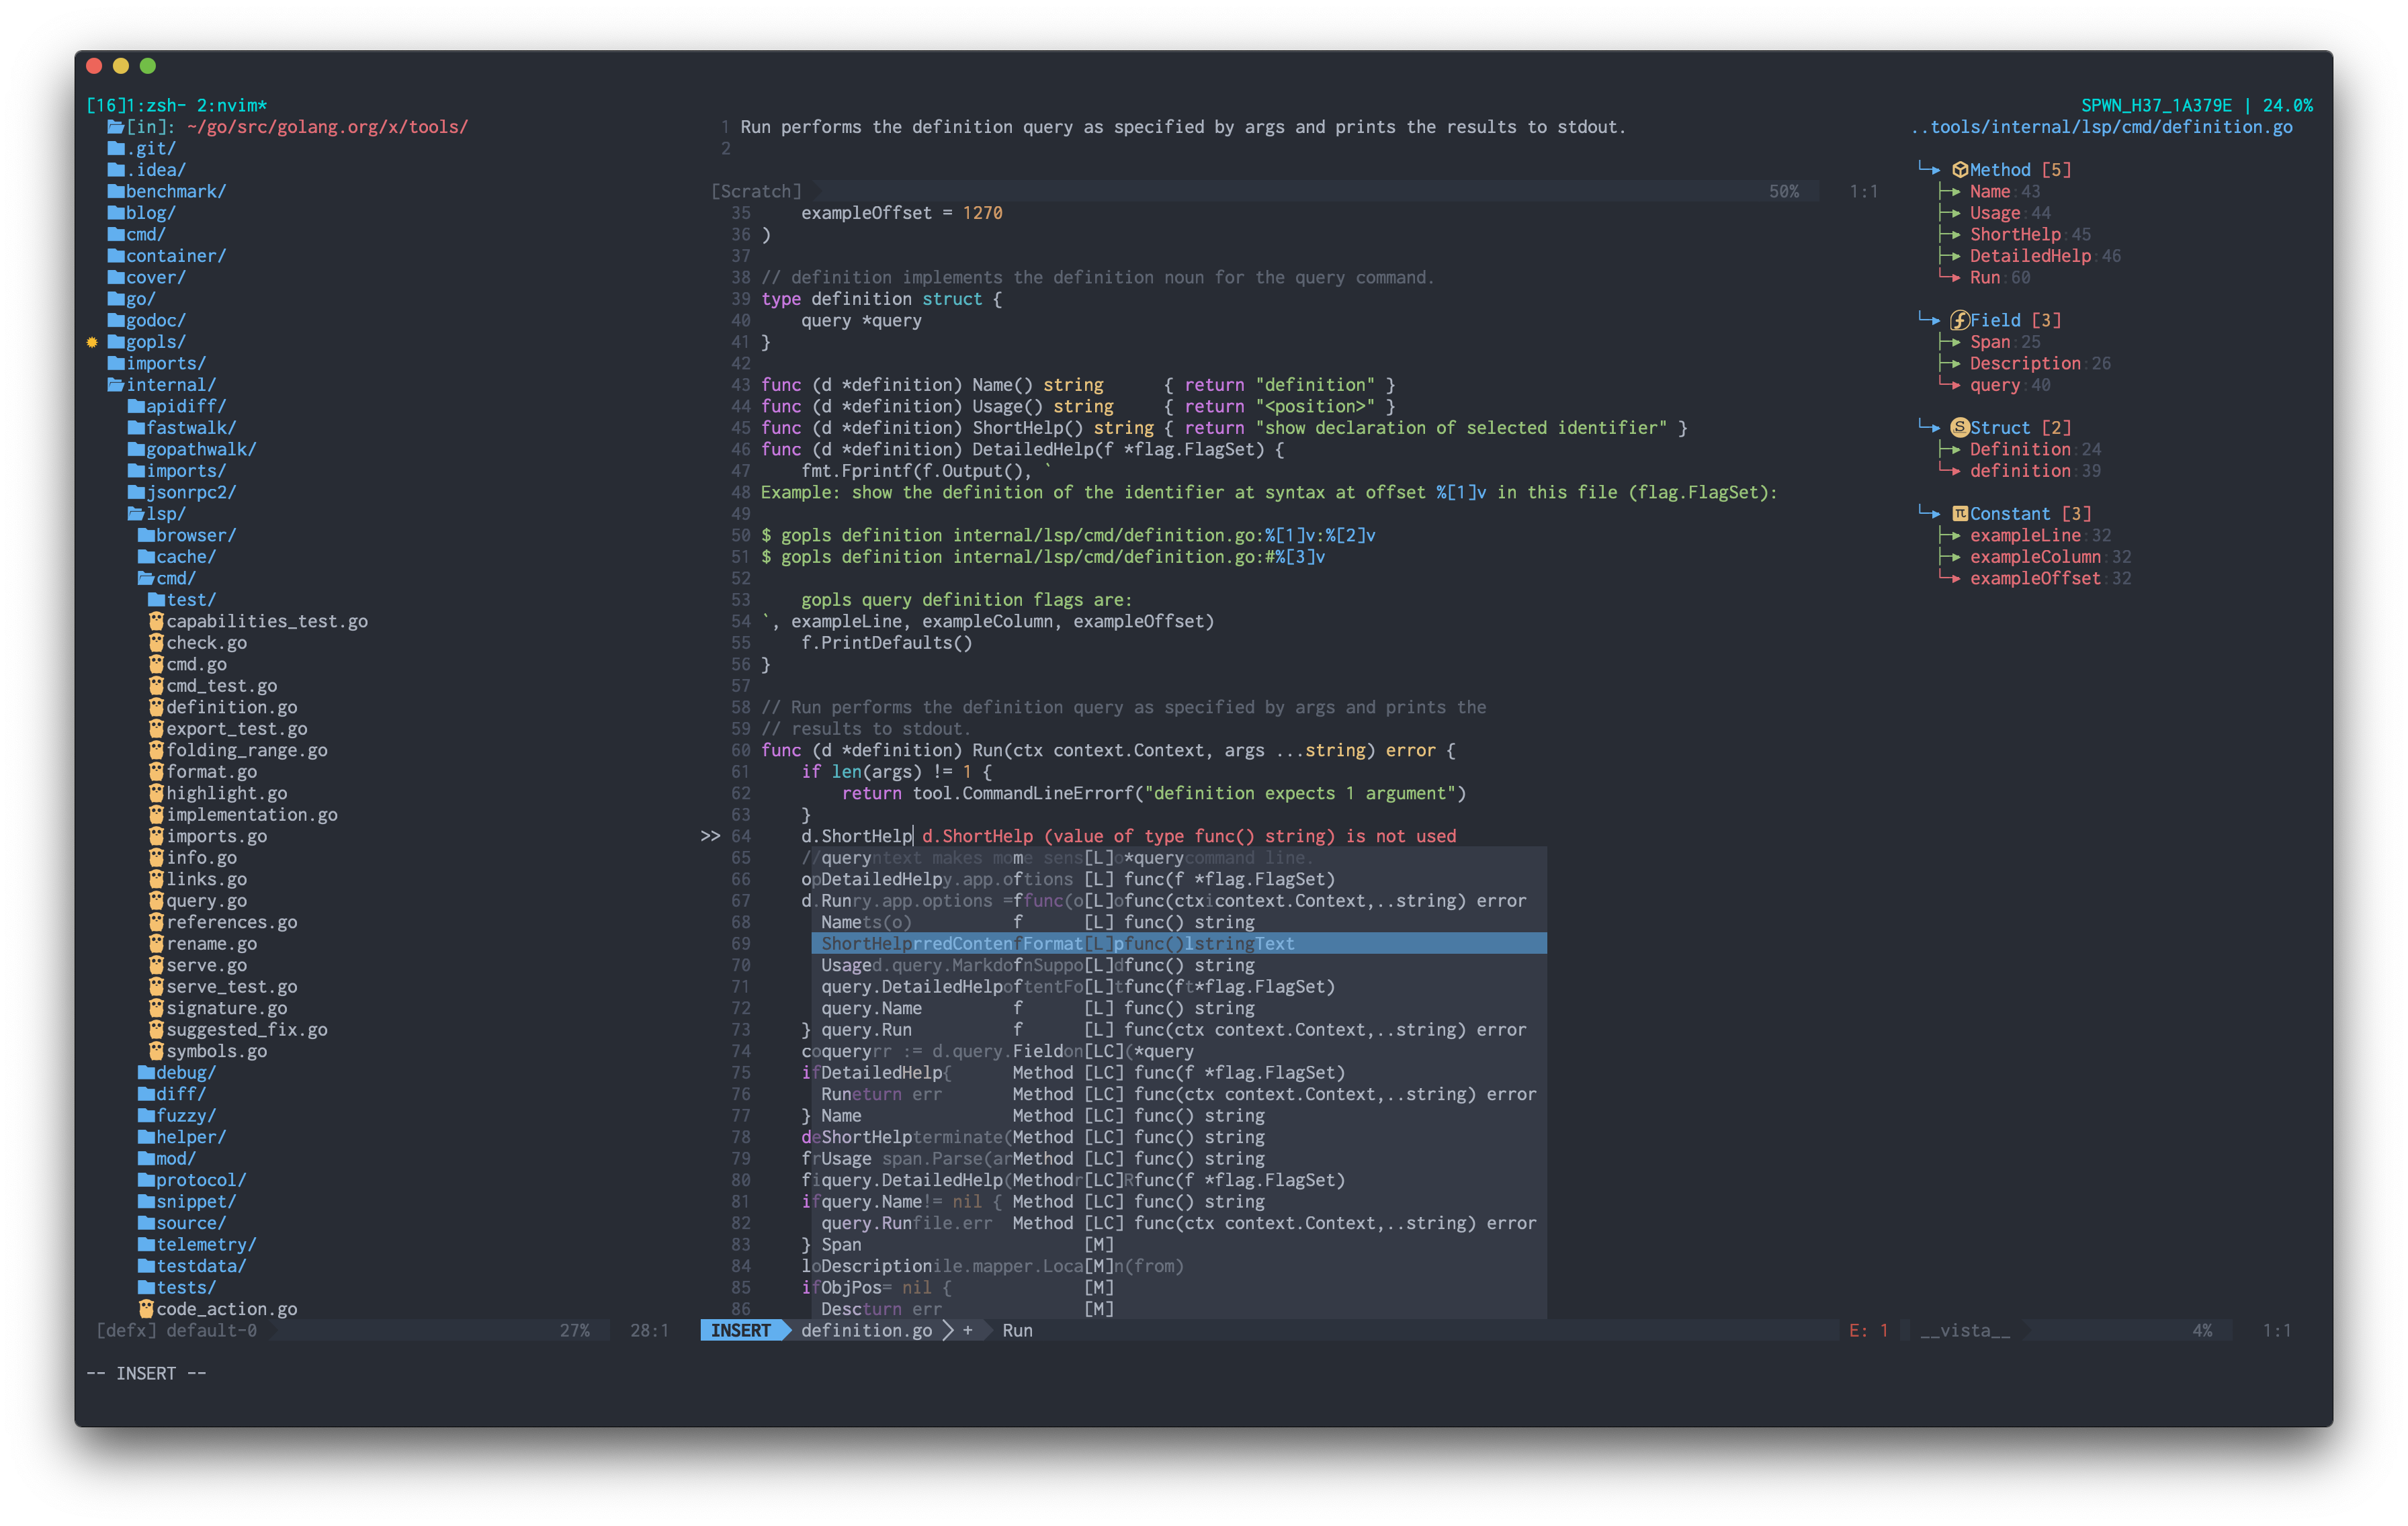 [16]1:zsh- 2:nvim*
SPWN_H37_1A379E | 24.0%
[in]: ~/go/src/golang.org/x/tools/
.git/
.idea/
benchmark/
blog/
cmd/
container/
cover/
go/
godoc/
gopls/
imports/
internal/
apidiff/
fastwalk/
gopathwalk/
imports/
jsonrpc2/
lsp/
browser/
cache/
cmd/
test/
capabilities_test.go
check.go
cmd.go
cmd_test.go
definition.go
export_test.go
folding_range.go
format.go
highlight.go
implementation.go
imports.go
info.go
links.go
query.go
references.go
rename.go
serve.go
serve_test.go
signature.go
suggested_fix.go
symbols.go
debug/
diff/
fuzzy/
helper/
mod/
protocol/
snippet/
source/
telemetry/
testdata/
tests/
code_action.go
[defx] default-0 27% 28:1
1 Run performs the definition query as specified by args and prints the results to stdout.
2
[Scratch] 50% 1:1
35 exampleOffset = 1270
36 )
37
38 // definition implements the definition noun for the query command.
39 type definition struct {
40 query *query
41 }
42
43 func (d *definition) Name() string { return "definition" }
44 func (d *definition) Usage() string { return "<position>" }
45 func (d *definition) ShortHelp() string { return "show declaration of selected identifier" }
46 func (d *definition) DetailedHelp(f *flag.FlagSet) {
47 fmt.Fprintf(f.Output(), `
48 Example: show the definition of the identifier at syntax at offset %[1]v in this file (flag.FlagSet):
49
50 $ gopls definition internal/lsp/cmd/definition.go:%[1]v:%[2]v
51 $ gopls definition internal/lsp/cmd/definition.go:#%[3]v
52
53 gopls query definition flags are:
54 `, exampleLine, exampleColumn, exampleOffset)
55 f.PrintDefaults()
56 }
57
58 // Run performs the definition query as specified by args and prints the
59 // results to stdout.
60 func (d *definition) Run(ctx context.Context, args ...string) error {
61 if len(args) != 1 {
62 return tool.CommandLineErrorf("definition expects 1 argument")
63 }
>> 64 d.ShortHelp d.ShortHelp (value of type func() string) is not used
65 query m [L] *query
66 DetailedHelp f [L] func(f *flag.FlagSet)
67 Run f [L] func(ctx context.Context,..string) error
68 Name f [L] func() string
69 ShortHelp f [L] func() string
70 Usage f [L] func() string
71 query.DetailedHelp f [L] func(f *flag.FlagSet)
72 query.Name f [L] func() string
73 } query.Run f [L] func(ctx context.Context,..string) error
74 query Field [LC] *query
75 DetailedHelp Method [LC] func(f *flag.FlagSet)
76 Run Method [LC] func(ctx context.Context,..string) error
77 } Name Method [LC] func() string
78 ShortHelp Method [LC] func() string
79 Usage Method [LC] func() string
80 query.DetailedHelp Method [LC] func(f *flag.FlagSet)
81 query.Name Method [LC] func() string
82 query.Run Method [LC] func(ctx context.Context,..string) error
83 } Span [M]
84 Description [M]
85 ObjPos [M]
86 Desc [M]
INSERT definition.go + Run E: 1
..tools/internal/lsp/cmd/definition.go
Method [5]
Name:43
Usage:44
ShortHelp:45
DetailedHelp:46
Run:60
Field [3]
Span:25
Description:26
query:40
Struct [2]
Definition:24
definition:39
Constant [3]
exampleLine:32
exampleColumn:32
exampleOffset:32
__vista__ 4% 1:1
-- INSERT --